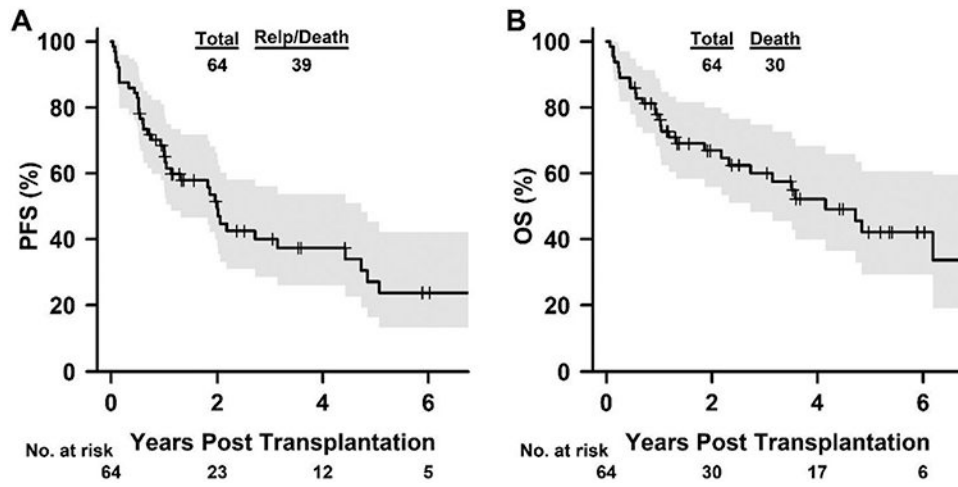 A
Total Relp/Death
64 39
PFS (%)
100
80
60
40
20
0
0 2 4 6
Years Post Transplantation
No. at risk
64 23 12 5
B
Total Death
64 30
OS (%)
100
80
60
40
20
0
0 2 4 6
Years Post Transplantation
No. at risk
64 30 17 6